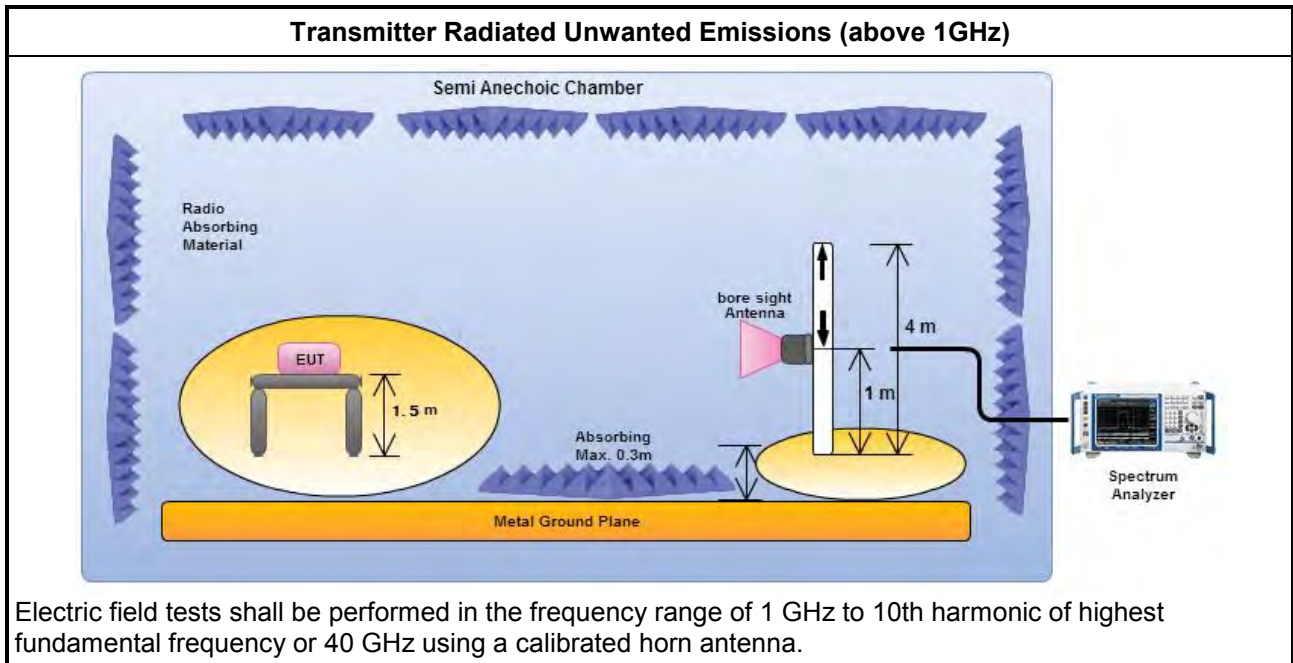 Transmitter Radiated Unwanted Emissions (above 1GHz)
Semi Anechoic Chamber
Radio
Absorbing
Material
bore sight
Antenna
4 m
EUT
1.5 m
1 m
Absorbing
Max. 0.3m
Spectrum
Analyzer
Metal Ground Plane
Electric field tests shall be performed in the frequency range of 1 GHz to 10th harmonic of highest
fundamental frequency or 40 GHz using a calibrated horn antenna.